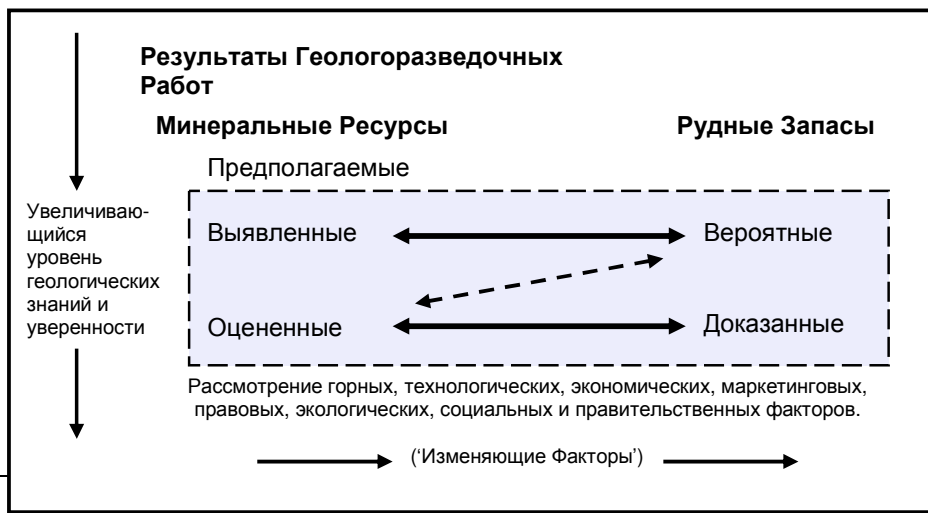 Результаты Геологоразведочных
Работ
Минеральные Ресурсы
Рудные Запасы
Предполагаемые
Увеличиваю-
щийся
уровень
геологических
знаний и
уверенности
Выявленные
Вероятные
Оцененные
Доказанные
Рассмотрение горных, технологических, экономических, маркетинговых,
правовых, экологических, социальных и правительственных факторов.
(‘Изменяющие Факторы’)